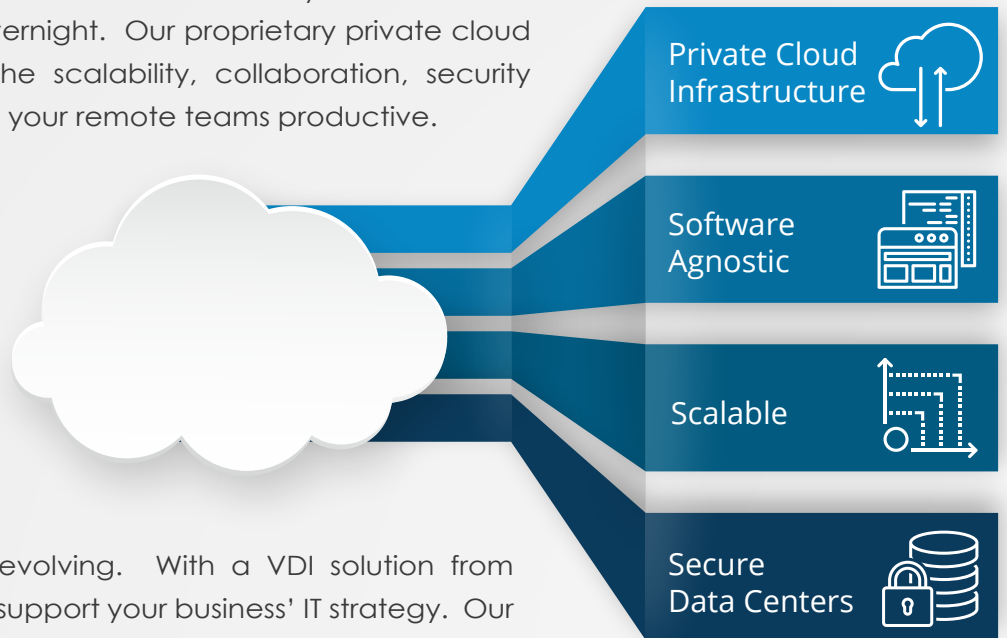 vernight. Our proprietary private cloud
he scalability, collaboration, security
your remote teams productive.
Private Cloud
Infrastructure
Software
Agnostic
Scalable
evolving. With a VDI solution from
support your business’ IT strategy. Our
Secure
Data Centers